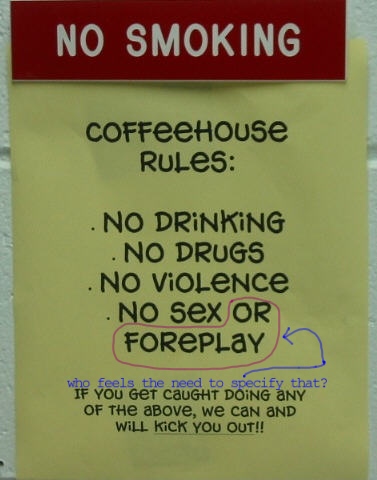 NO SMOKING
COFFEEHOUSE
RULES:
. NO DRINKING
. NO DRUGS
. NO VIOLENCE
. NO SEX OR
FOREPLAY
who feels the need to specify that?
IF YOU GET CAUGHT DOING ANY
OF THE ABOVE, WE CAN AND
WILL KICK YOU OUT!!